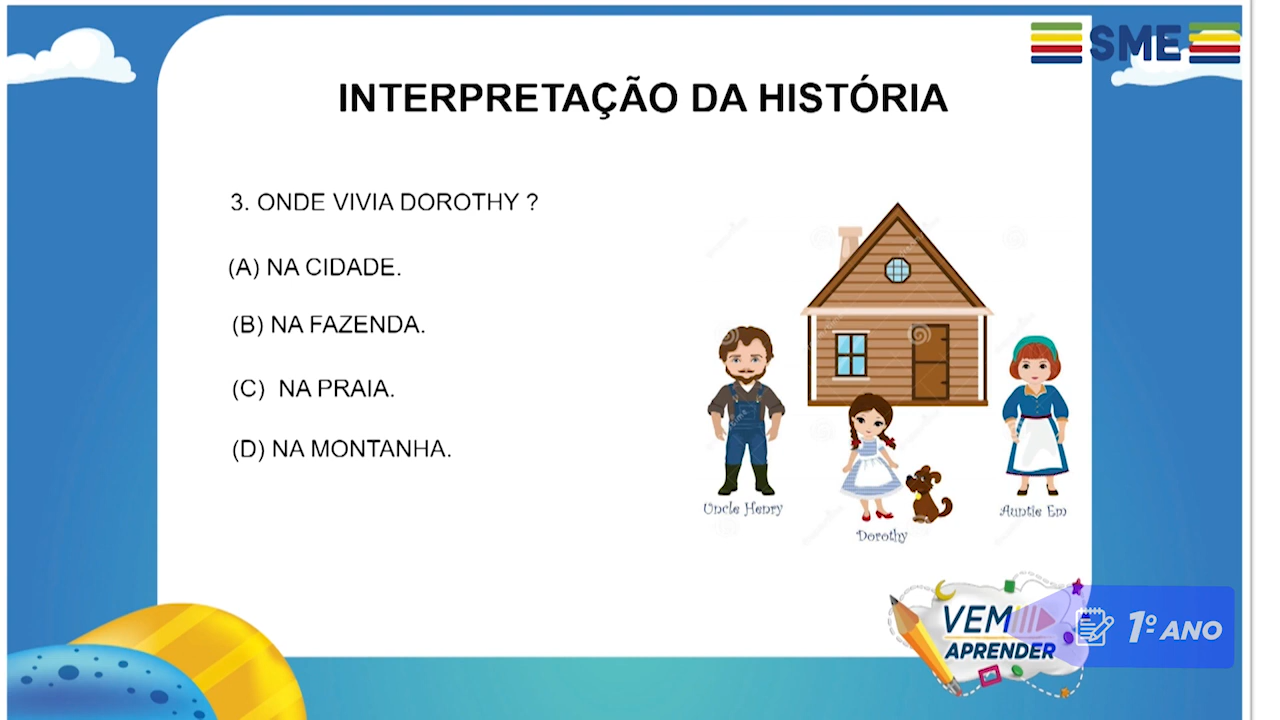 SME
INTERPRETAÇÃO DA HISTÓRIA
3. ONDE VIVIA DOROTHY ?
(A) NA CIDADE.
(B) NA FAZENDA.
(C) NA PRAIA.
(D) NA MONTANHA.
Uncle Henry
Dorothy
Auntie Em
VEM
APRENDER
1º ANO